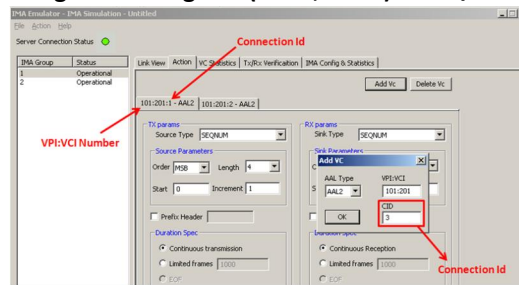 IMA Emulator - IMA Simulation - Untitled
File Action Help
Server Connection Status
Connection Id
IMA Group Status
1 Operational
2 Operational
Link View Action VC Statistics Tx/Rx Verification IMA Config & Statistics
Add Vc Delete Vc
101:201:1 - AAL2 101:201:2 - AAL2
VPI:VCI Number
TX params
Source Type SEQNUM
Source Parameters
Order MSB Length 4
Start 0 Increment 1
Prefix Header
Duration Spec
Continuous transmission
Limited frames 1000
EOF
RX params
Sink Type SEQNUM
Sink Parameters
Add VC
AAL Type VPI:VCI
AAL2 101:201
CID
OK 3
Duration Spec
Continuous Reception
Limited frames 1000
EOF
Connection Id